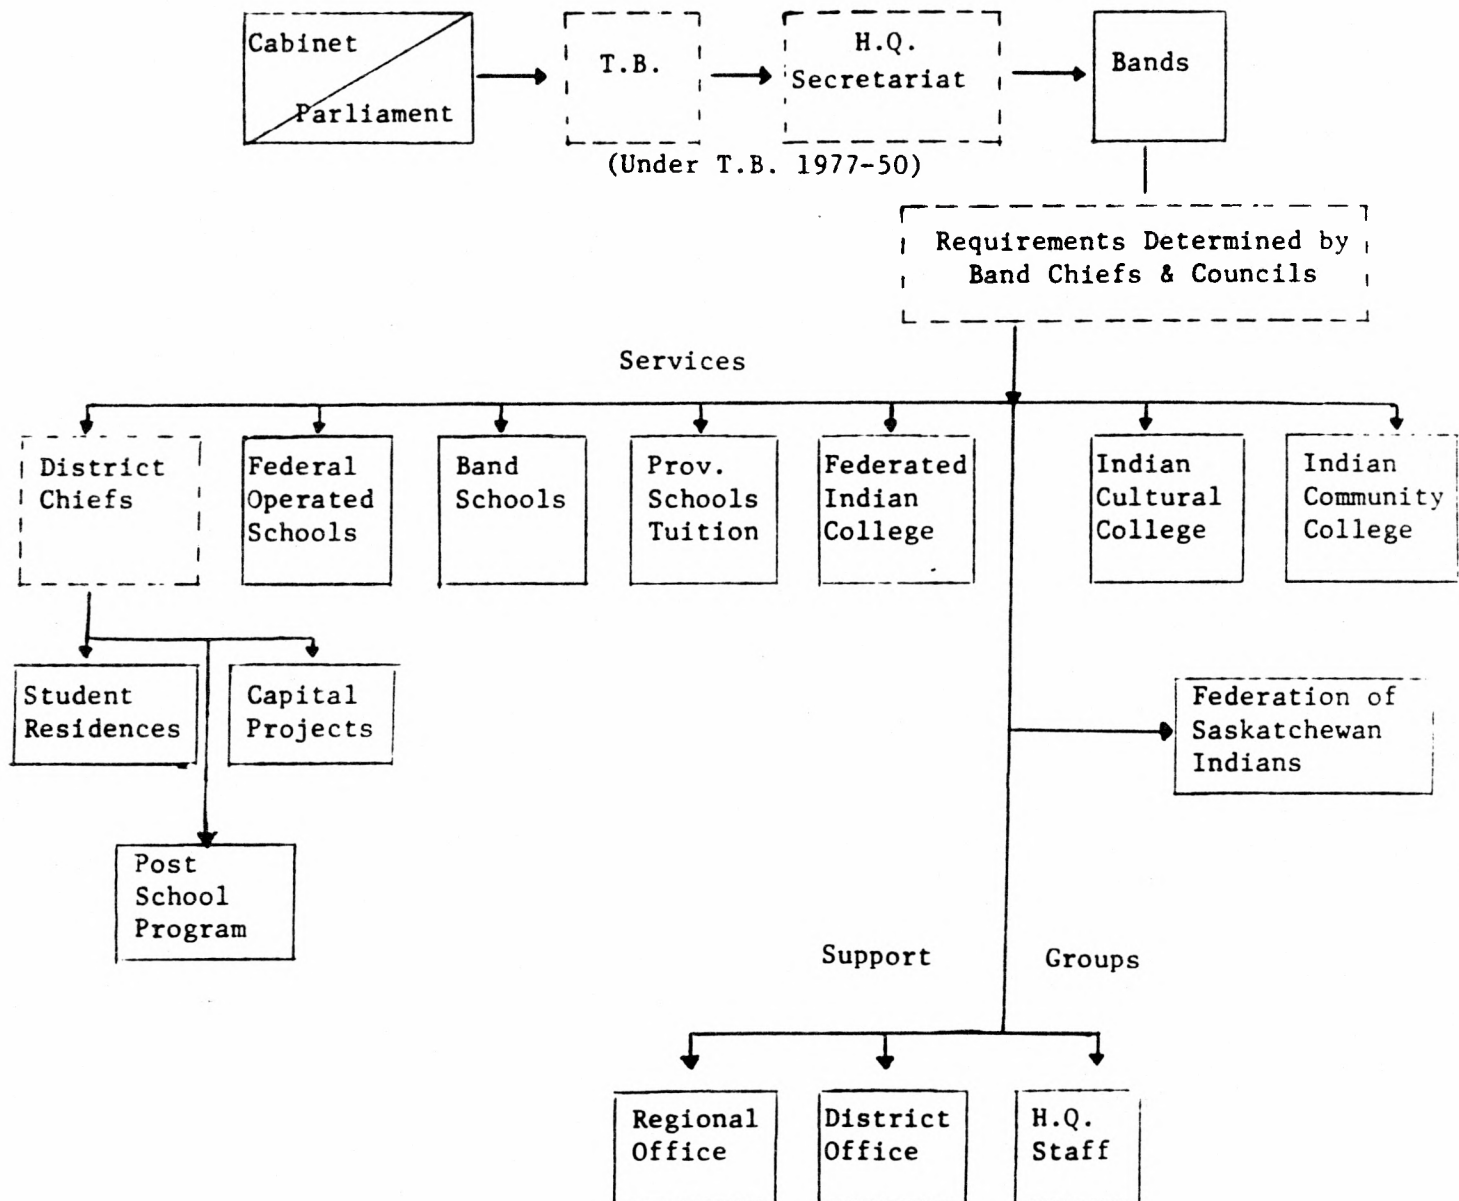 Cabinet
Parliament
T.B.
H.Q.
Secretariat
Bands
(Under T.B. 1977-50)
Requirements Determined by
Band Chiefs & Councils
Services
District
Chiefs
Federal
Operated
Schools
Band
Schools
Prov.
Schools
Tuition
Federated
Indian
College
Indian
Cultural
College
Indian
Community
College
Student
Residences
Capital
Projects
Federation of
Saskatchewan
Indians
Post
School
Program
Support Groups
Regional
Office
District
Office
H.Q.
Staff